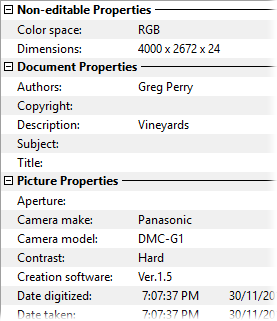 Non-editable Properties
Color space: RGB
Dimensions: 4000 x 2672 x 24
Document Properties
Authors: Greg Perry
Copyright:
Description: Vineyards
Subject:
Title:
Picture Properties
Aperture:
Camera make: Panasonic
Camera model: DMC-G1
Contrast: Hard
Creation software: Ver.1.5
Date digitized: 7:07:37 PM 30/11/20
Date taken: 7:07:37 PM 30/11/20